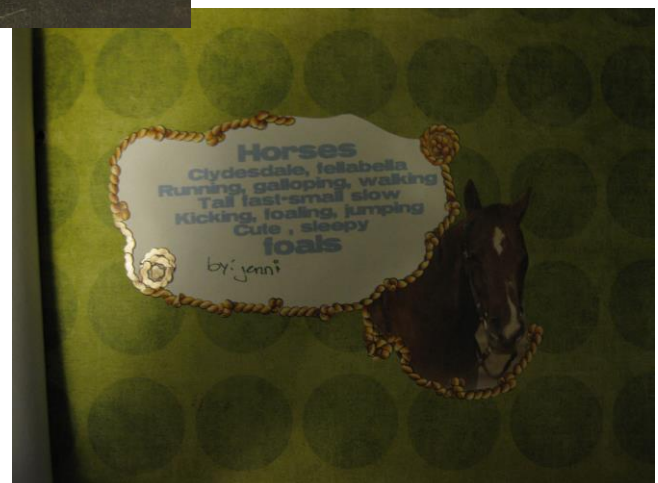 Horses
Clydesdale, fellabella
Running, galloping, walking
Tall fast-small slow
Kicking, foaling, jumping
Cute , sleepy
foals
by: jenni